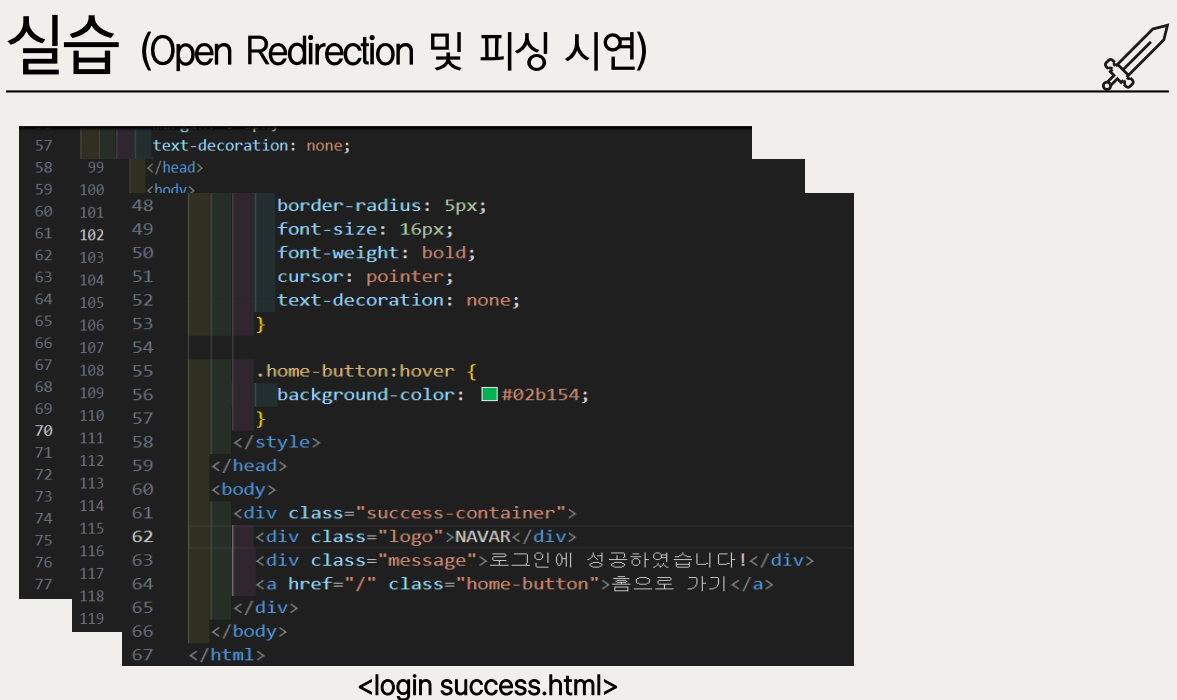 실습 (Open Redirection 및 피싱 시연)
57 text-decoration: none;
58 99 </head>
59 100 <body>
60 101 48 border-radius: 5px;
61 102 49 font-size: 16px;
62 103 50 font-weight: bold;
63 104 51 cursor: pointer;
64 105 52 text-decoration: none;
65 106 53 }
66 107 54
67 108 55 .home-button:hover {
68 109 56 background-color: #02b154;
69 110 57 }
70 111 58 </style>
71 112 59 </head>
72 113 60 <body>
73 114 61 <div class="success-container">
74 115 62 <div class="logo">NAVAR</div>
75 116 63 <div class="message">로그인에 성공하였습니다!</div>
76 117 64 <a href="/" class="home-button">홈으로 가기</a>
77 118 65 </div>
119 66 </body>
67 </html>
<login success.html>